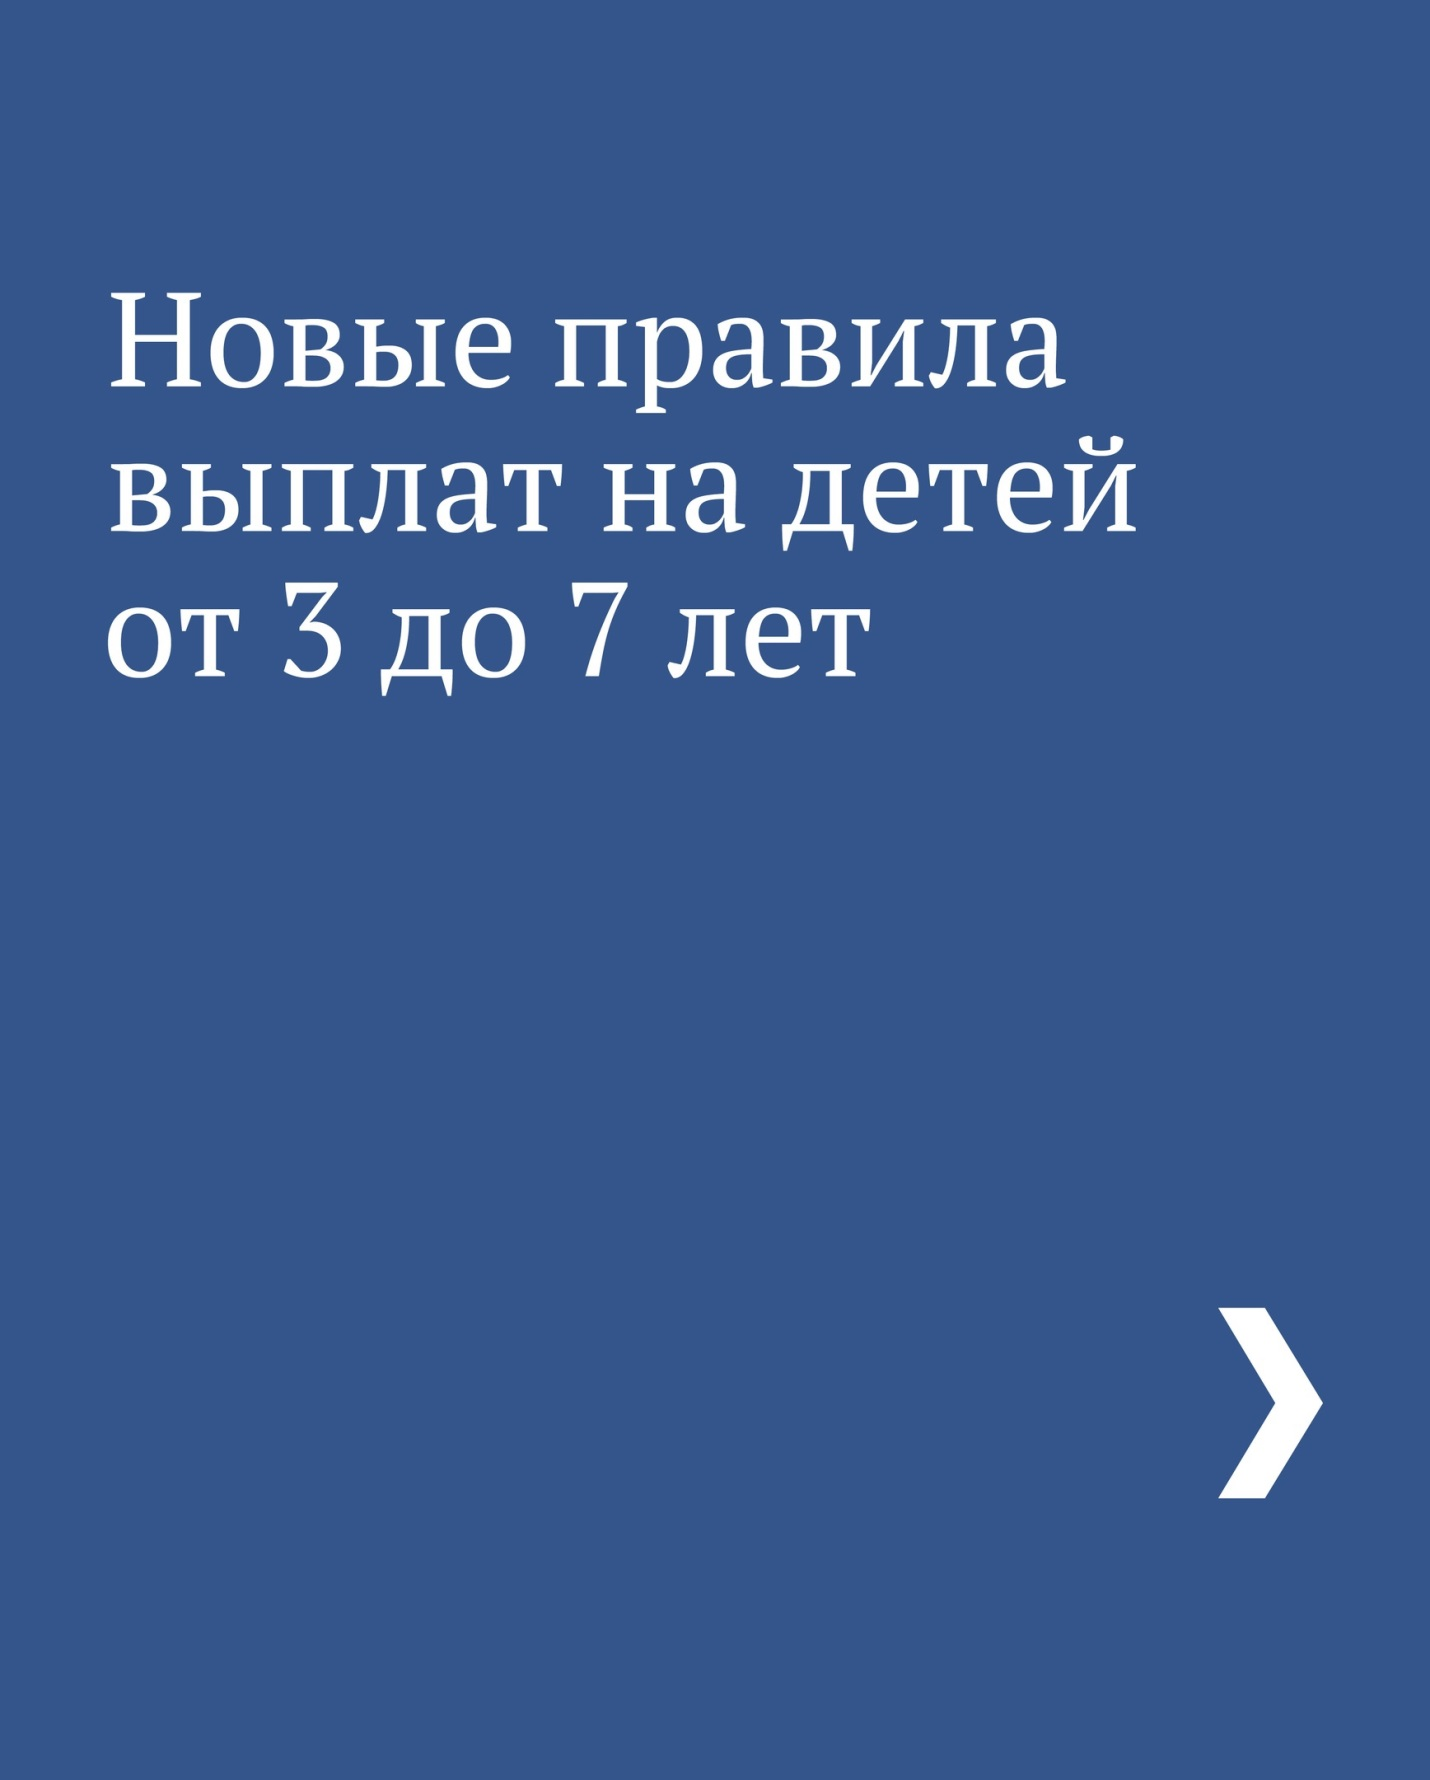 Новые правила
выплат на детей
от 3 до 7 лет